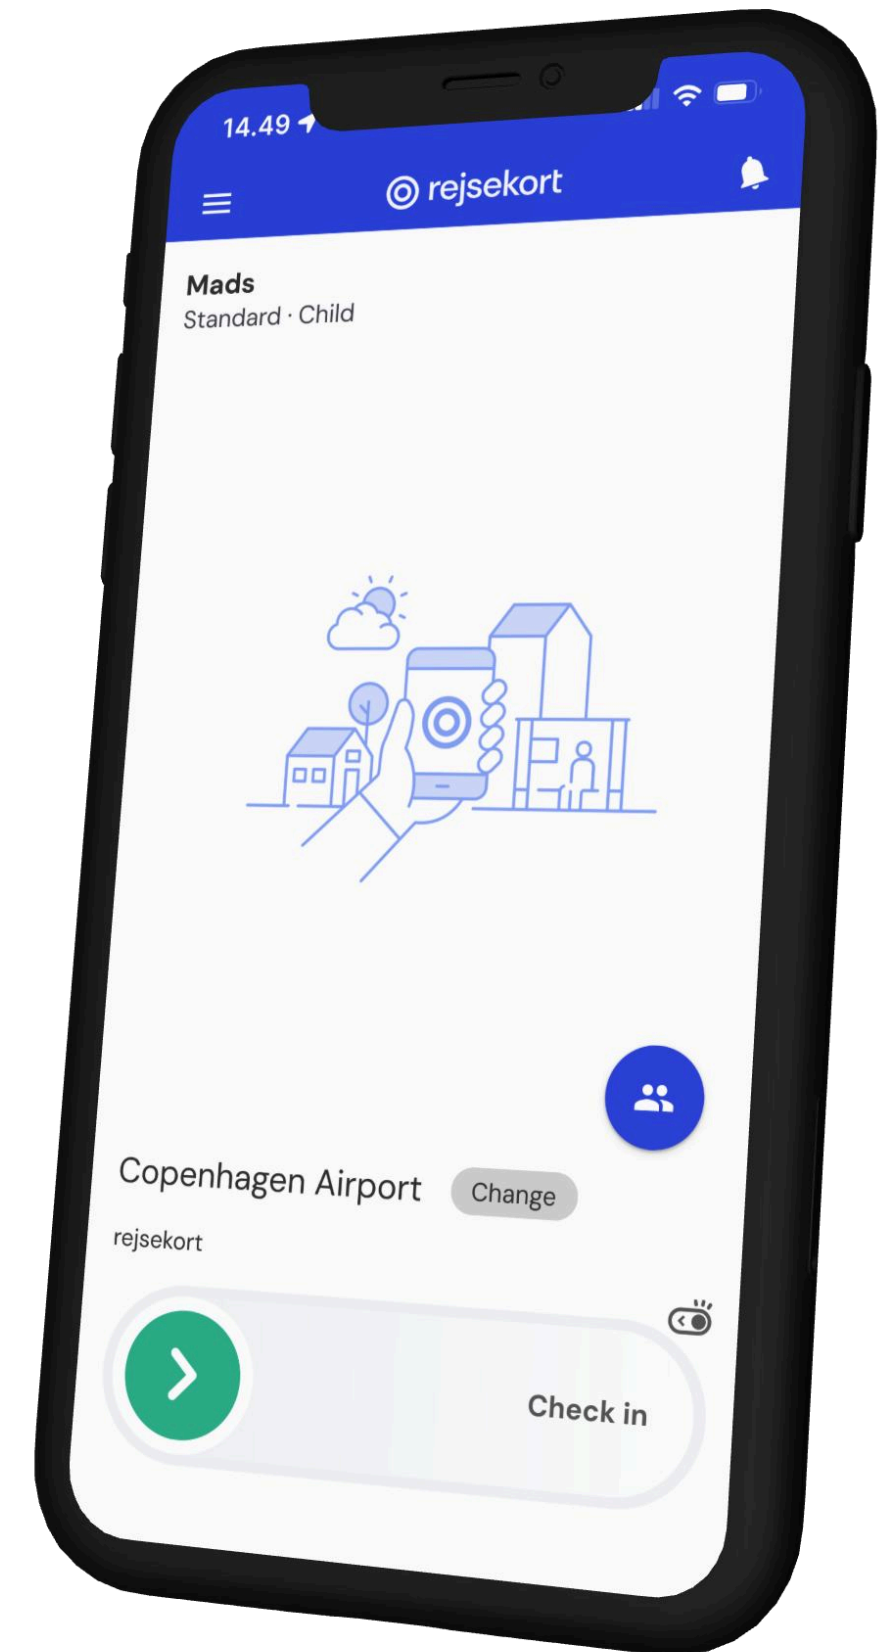 14.49
rejsekort
Mads
Standard · Child
Copenhagen Airport
Change
rejsekort
Check in